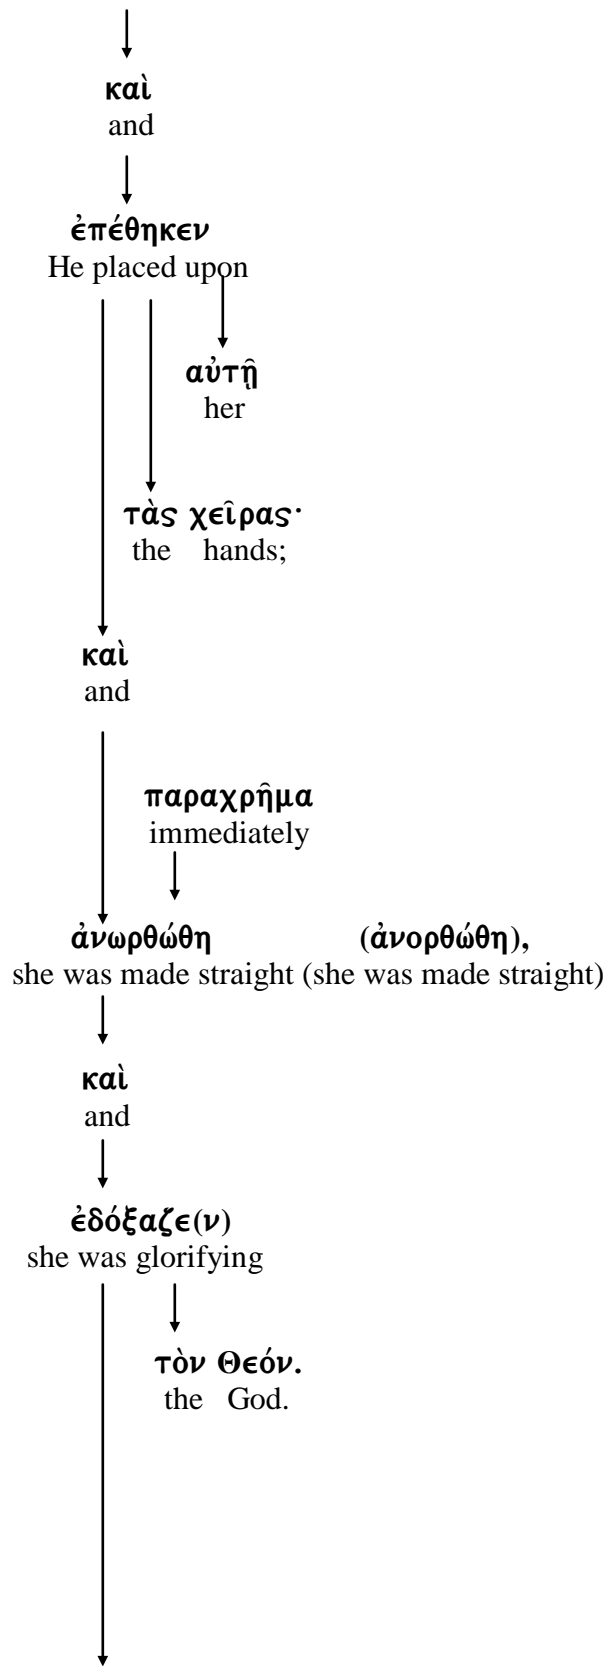 καὶ
and
ἐπέθηκεν
He placed upon
αὐτῇ
her
τὰς χεῖρας·
the hands;
καὶ
and
παραχρῆμα
immediately
ἀνωρθώθη (ἀνορθώθη),
she was made straight (she was made straight)
καὶ
and
ἐδόξαζε(ν)
she was glorifying
τὸν Θεόν.
the God.